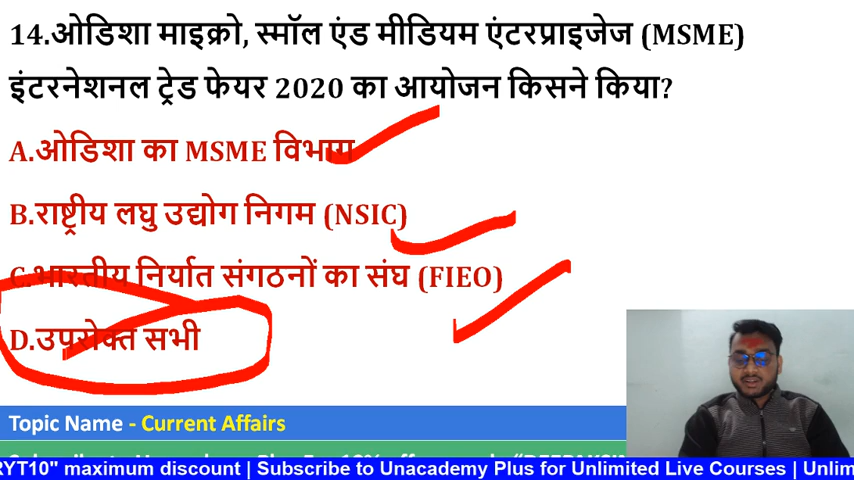 14.ओडिशा माइक्रो, स्मॉल एंड मीडियम एंटरप्राइजेज (MSME)
इंटरनेशनल ट्रेड फेयर 2020 का आयोजन किसने किया?
A.ओडिशा का MSME विभाग
B.राष्ट्रीय लघु उद्योग निगम (NSIC)
C.भारतीय निर्यात संगठनों का संघ (FIEO)
D.उपरोक्त सभी
Topic Name - Current Affairs
RYT10" maximum discount | Subscribe to Unacademy Plus for Unlimited Live Courses | Unlim